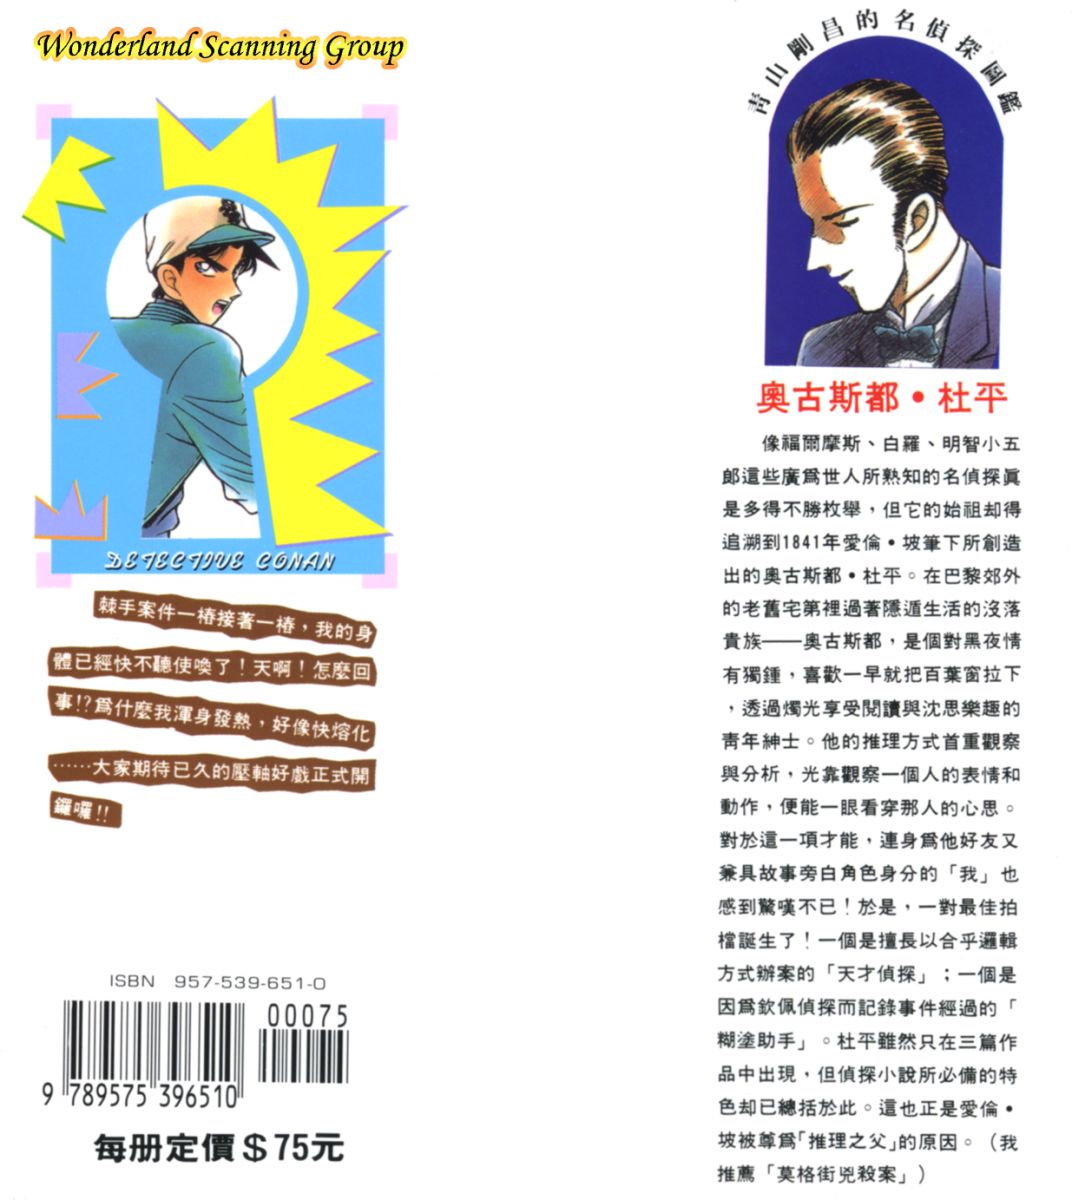 Wonderland Scanning Group
DETECTIVE CONAN
棘手案件一樁接著一樁，我的身
體已經快不聽使喚了！天啊！怎麼回
事!?爲什麼我渾身發熱，好像快熔化
……大家期待已久的壓軸好戲正式開
鑼囉!!
ISBN 957-539-651-0
00075
9 789575 396510
每册定價＄75元
靑山剛昌的名偵探圖鑑
奧古斯都・杜平
像福爾摩斯、白羅、明智小五
郎這些廣爲世人所熟知的名偵探眞
是多得不勝枚舉，但它的始祖却得
追溯到1841年愛倫・坡筆下所創造
出的奧古斯都・杜平。在巴黎郊外
的老舊宅第裡過著隱遁生活的沒落
貴族——奧古斯都，是個對黑夜情
有獨鍾，喜歡一早就把百葉窗拉下
，透過燭光享受閱讀與沈思樂趣的
靑年紳士。他的推理方式首重觀察
與分析，光靠觀察一個人的表情和
動作，便能一眼看穿那人的心思。
對於這一項才能，連身爲他好友又
兼具故事旁白角色身分的「我」也
感到驚嘆不已！於是，一對最佳拍
檔誕生了！一個是擅長以合乎邏輯
方式辦案的「天才偵探」；一個是
因爲欽佩偵探而記錄事件經過的「
糊塗助手」。杜平雖然只在三篇作
品中出現，但偵探小說所必備的特
色却已總括於此。這也正是愛倫・
坡被尊爲「推理之父」的原因。（我
推薦「莫格街兇殺案」）